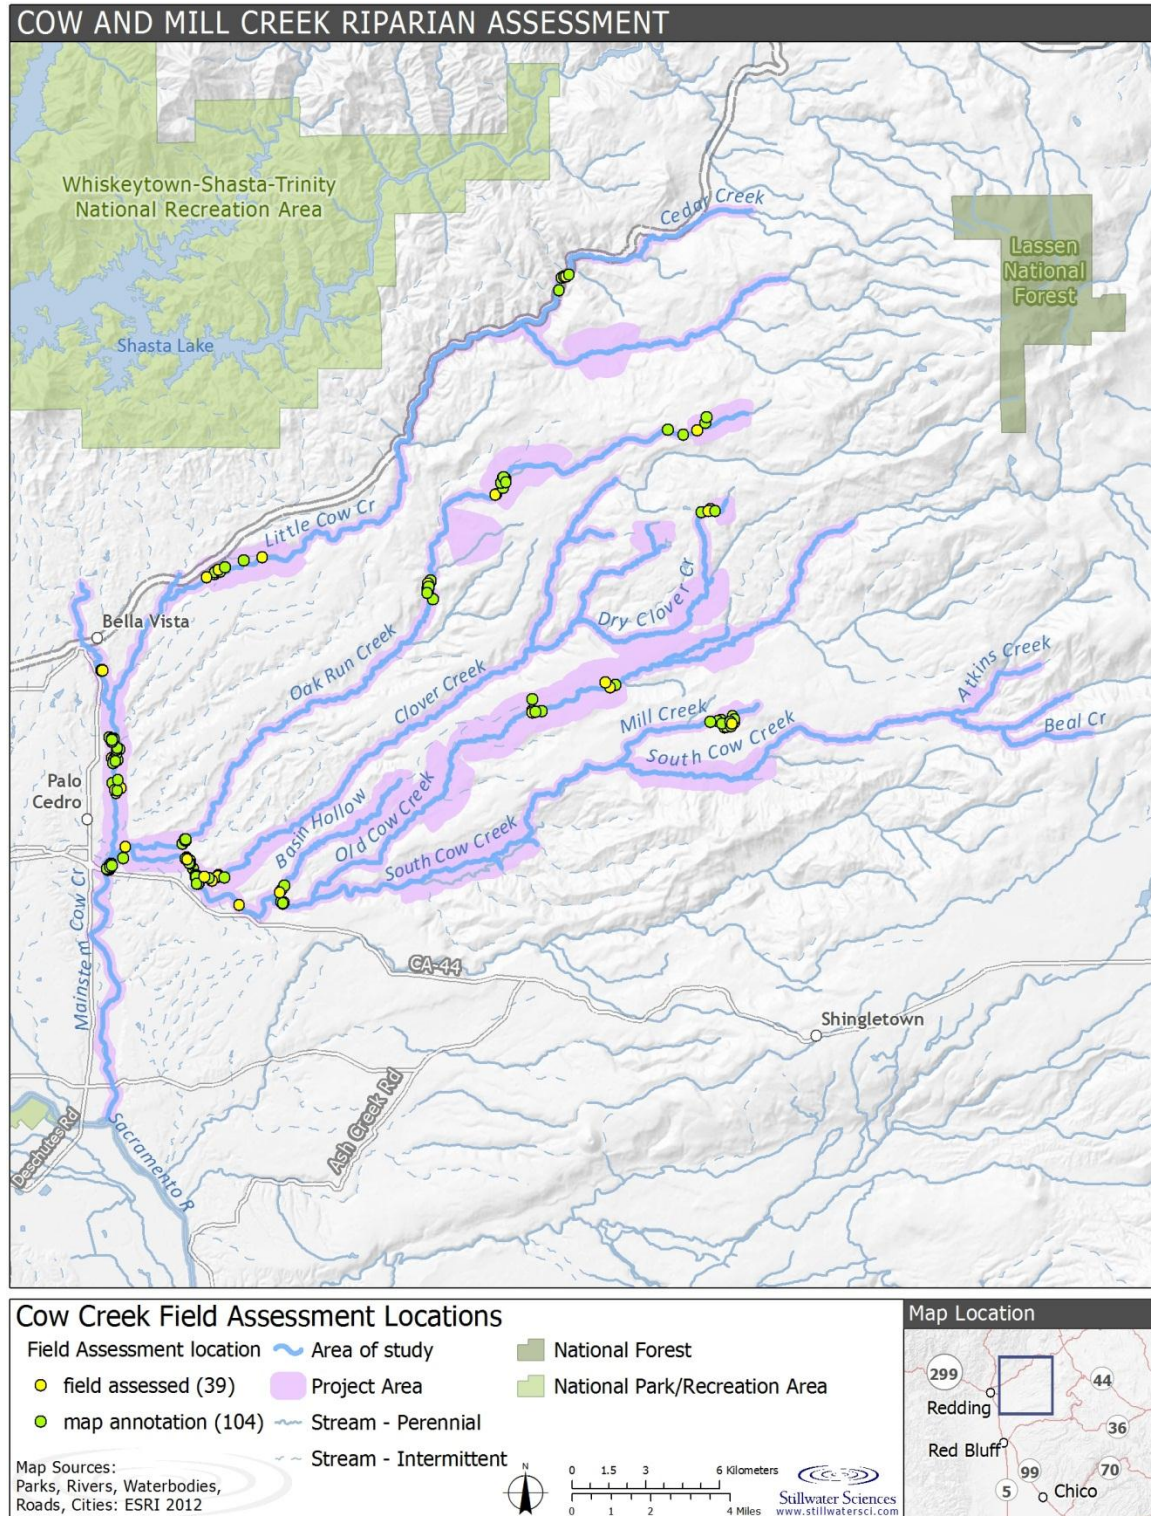 COW AND MILL CREEK RIPARIAN ASSESSMENT
Whiskeytown-Shasta-Trinity
National Recreation Area
Cedar Creek
Lassen
National
Forest
Shasta Lake
Little Cow Cr
Bella Vista
Dry Clover Cr
Oak Run Creek
Clover Creek
Atkins Creek
Mill Creek
Beal Cr
South Cow Creek
Palo
Cedro
Basin Hollow
Old Cow Creek
South Cow Creek
Mainstem Cow Cr
CA-44
Shingletown
Ash Creek Rd
Deschutes Rd
Sacramento R
Cow Creek Field Assessment Locations
Field Assessment location
field assessed (39)
map annotation (104)
Area of study
Project Area
Stream - Perennial
Stream - Intermittent
National Forest
National Park/Recreation Area
Map Sources:
Parks, Rivers, Waterbodies,
Roads, Cities: ESRI 2012
N
0 1.5 3 6 Kilometers
0 1 2 4 Miles
Stillwater Sciences
www.stillwatersci.com
Map Location
299
44
Redding
36
Red Bluff
99
70
5
Chico